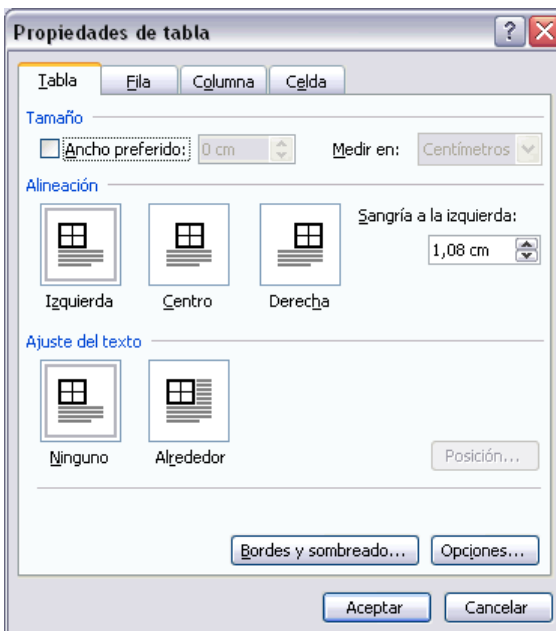 Propiedades de tabla
Tabla Fila Columna Celda
Tamaño
Ancho preferido: 0 cm Medir en: Centímetros
Alineación
Sangría a la izquierda:
1,08 cm
Izquierda Centro Derecha
Ajuste del texto
Ninguno Alrededor Posición...
Bordes y sombreado... Opciones...
Aceptar Cancelar